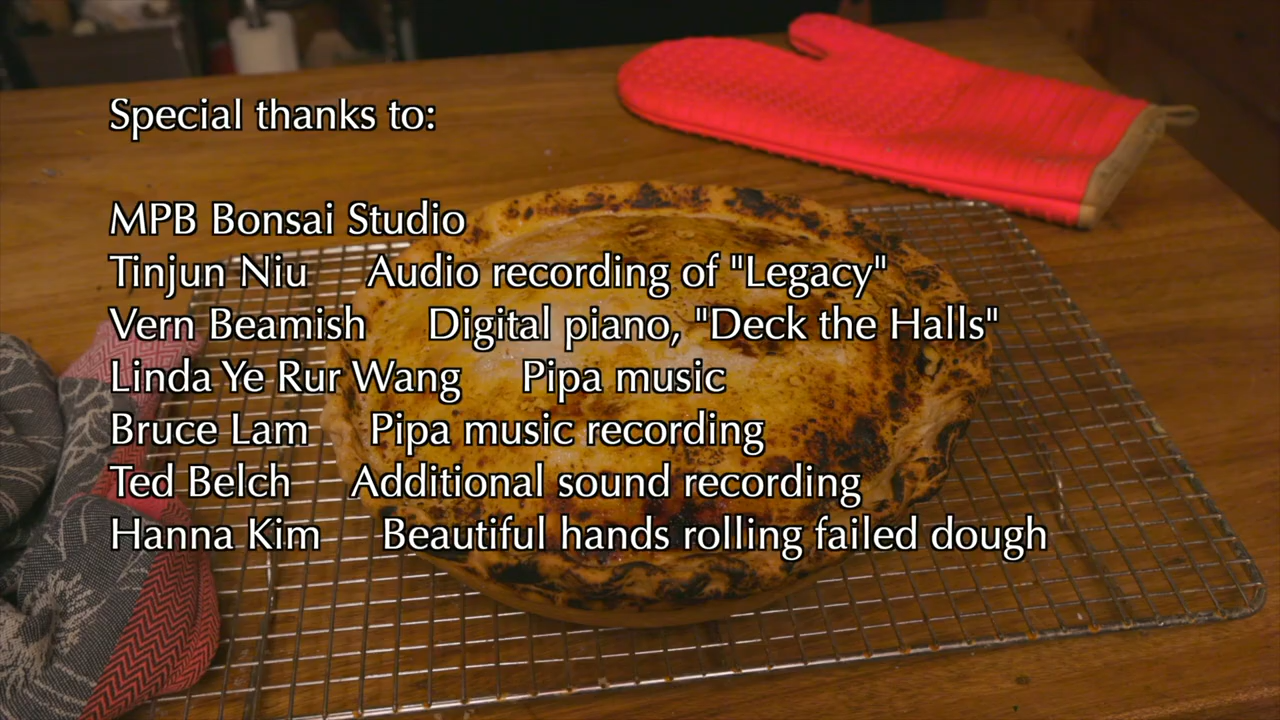 Special thanks to:
MPB Bonsai Studio
Tinjun Niu Audio recording of "Legacy"
Vern Beamish Digital piano, "Deck the Halls"
Linda Ye Rur Wang Pipa music
Bruce Lam Pipa music recording
Ted Belch Additional sound recording
Hanna Kim Beautiful hands rolling failed dough